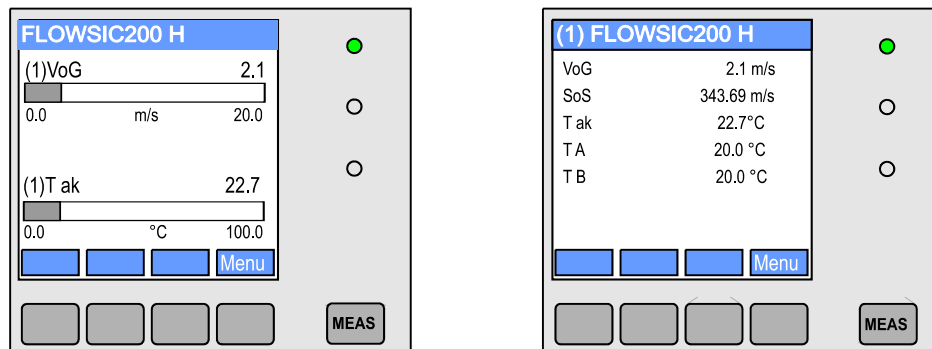 FLOWSIC200 H
(1)VoG 2.1
0.0 m/s 20.0
(1)T ak 22.7
0.0 °C 100.0
Menu
MEAS
(1) FLOWSIC200 H
VoG 2.1 m/s
SoS 343.69 m/s
T ak 22.7°C
T A 20.0 °C
T B 20.0 °C
Menu
MEAS